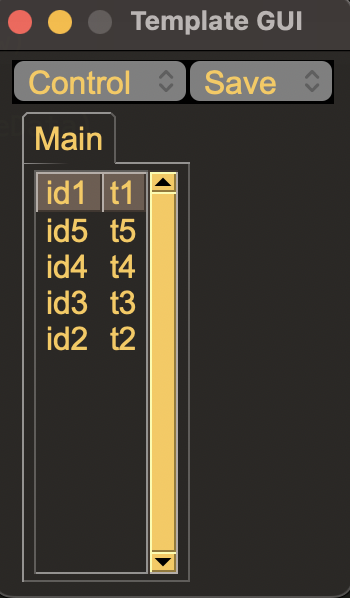 Template GUI
Control Save
Main
id1 t1
id5 t5
id4 t4
id3 t3
id2 t2